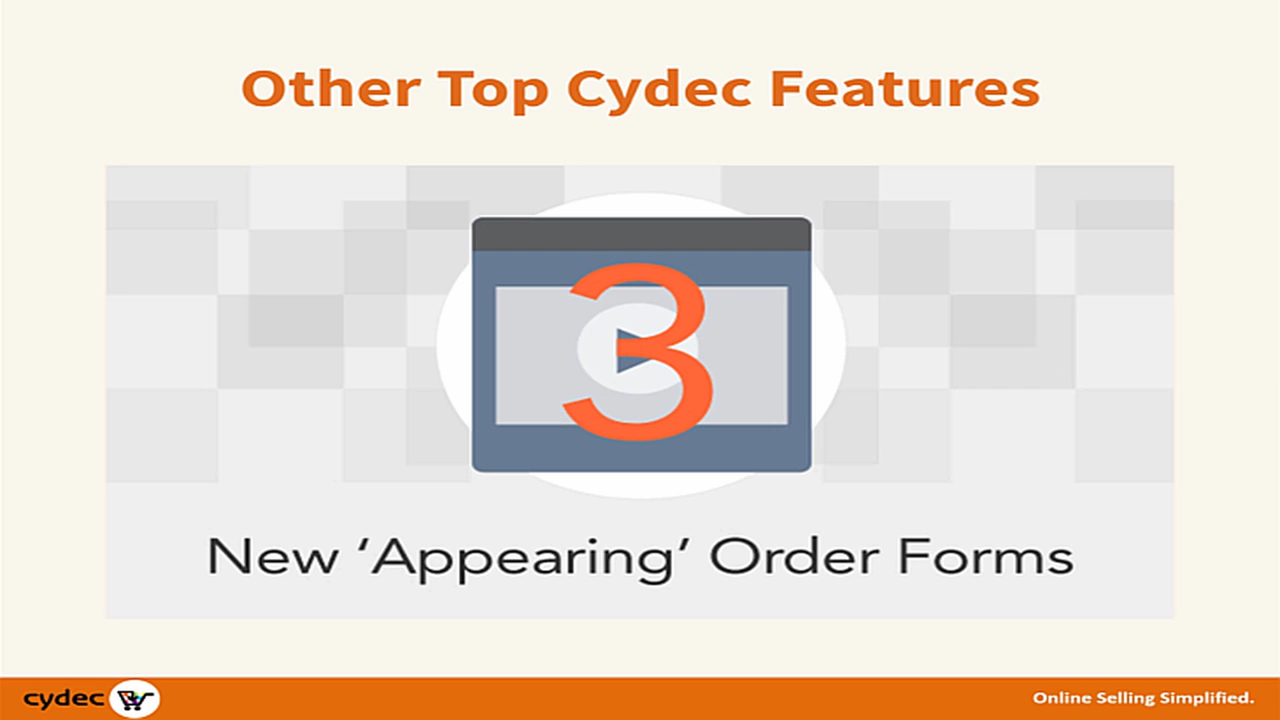 Other Top Cydec Features
3
New ‘Appearing’ Order Forms
cydec
Online Selling Simplified.